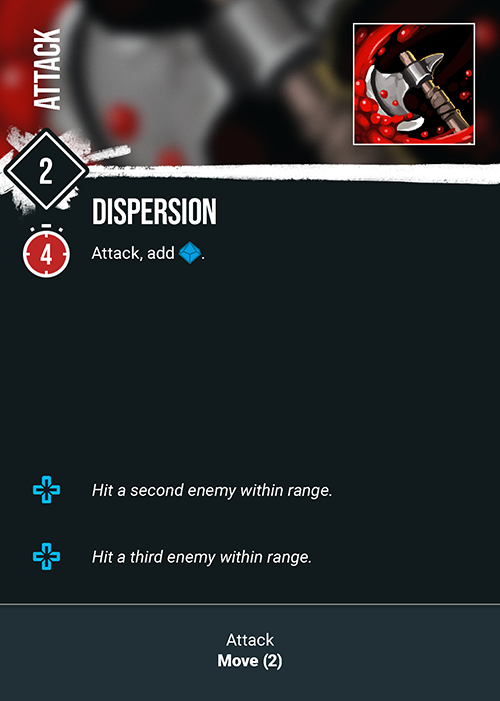 ATTACK
2
DISPERSION
4
Attack, add .
Hit a second enemy within range.
Hit a third enemy within range.
Attack
Move (2)